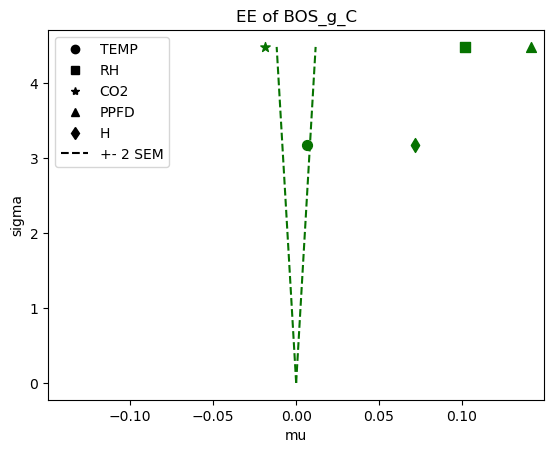 EE of BOS_g_C
TEMP
RH
CO2
PPFD
H
+- 2 SEM
4
3
2
1
0
sigma
−0.10
−0.05
0.00
0.05
0.10
mu